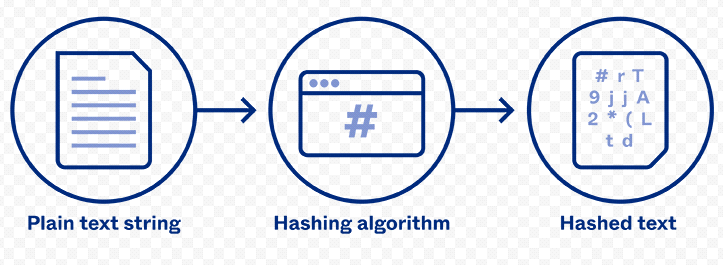 #
# r T
9 j j A
2 * ( L
t d
Plain text string
Hashing algorithm
Hashed text